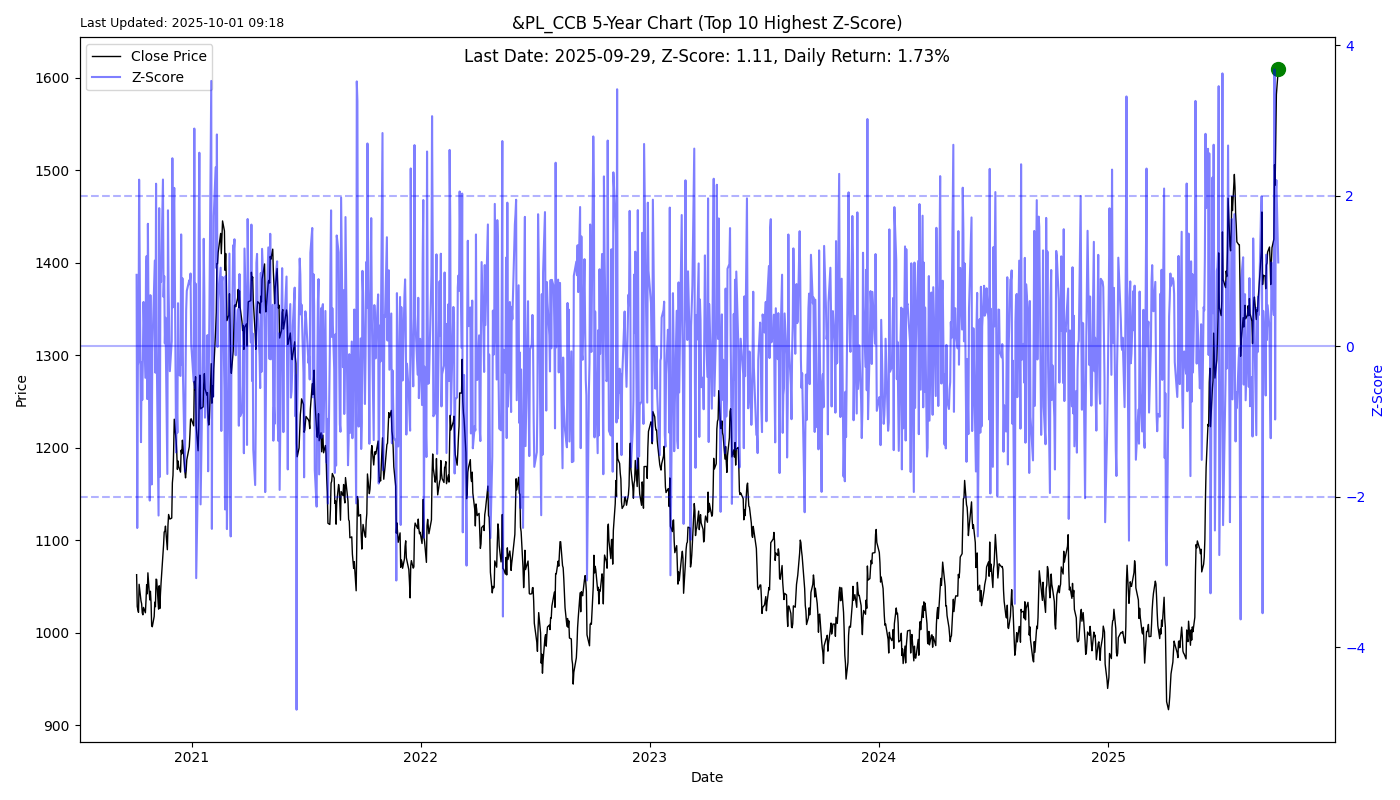 Last Updated: 2025-10-01 09:18
&PL_CCB 5-Year Chart (Top 10 Highest Z-Score)
Last Date: 2025-09-29, Z-Score: 1.11, Daily Return: 1.73%
Close Price
Z-Score
1600
1500
1400
1300
1200
1100
1000
900
Price
4
2
0
−2
−4
Z-Score
2021
2022
2023
2024
2025
Date